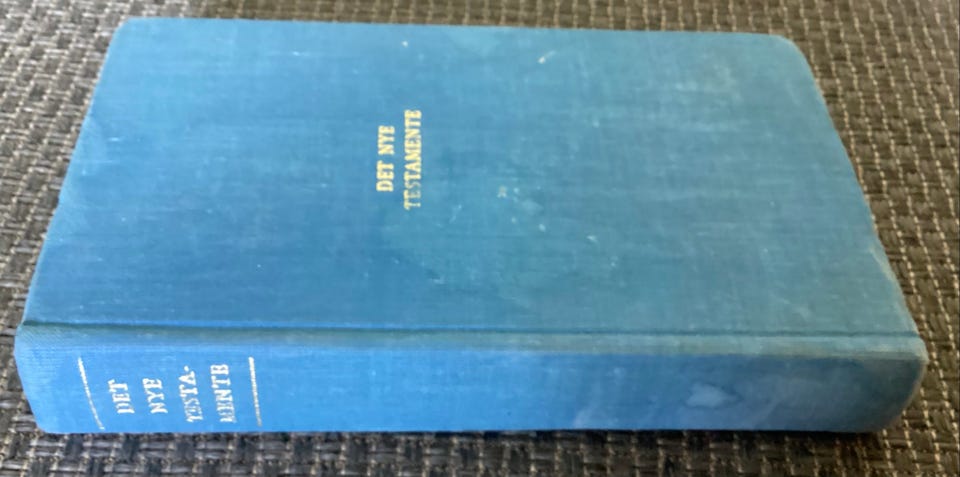 DET NYE
TESTAMENTE
DET
NYE
TESTA-
MENTE